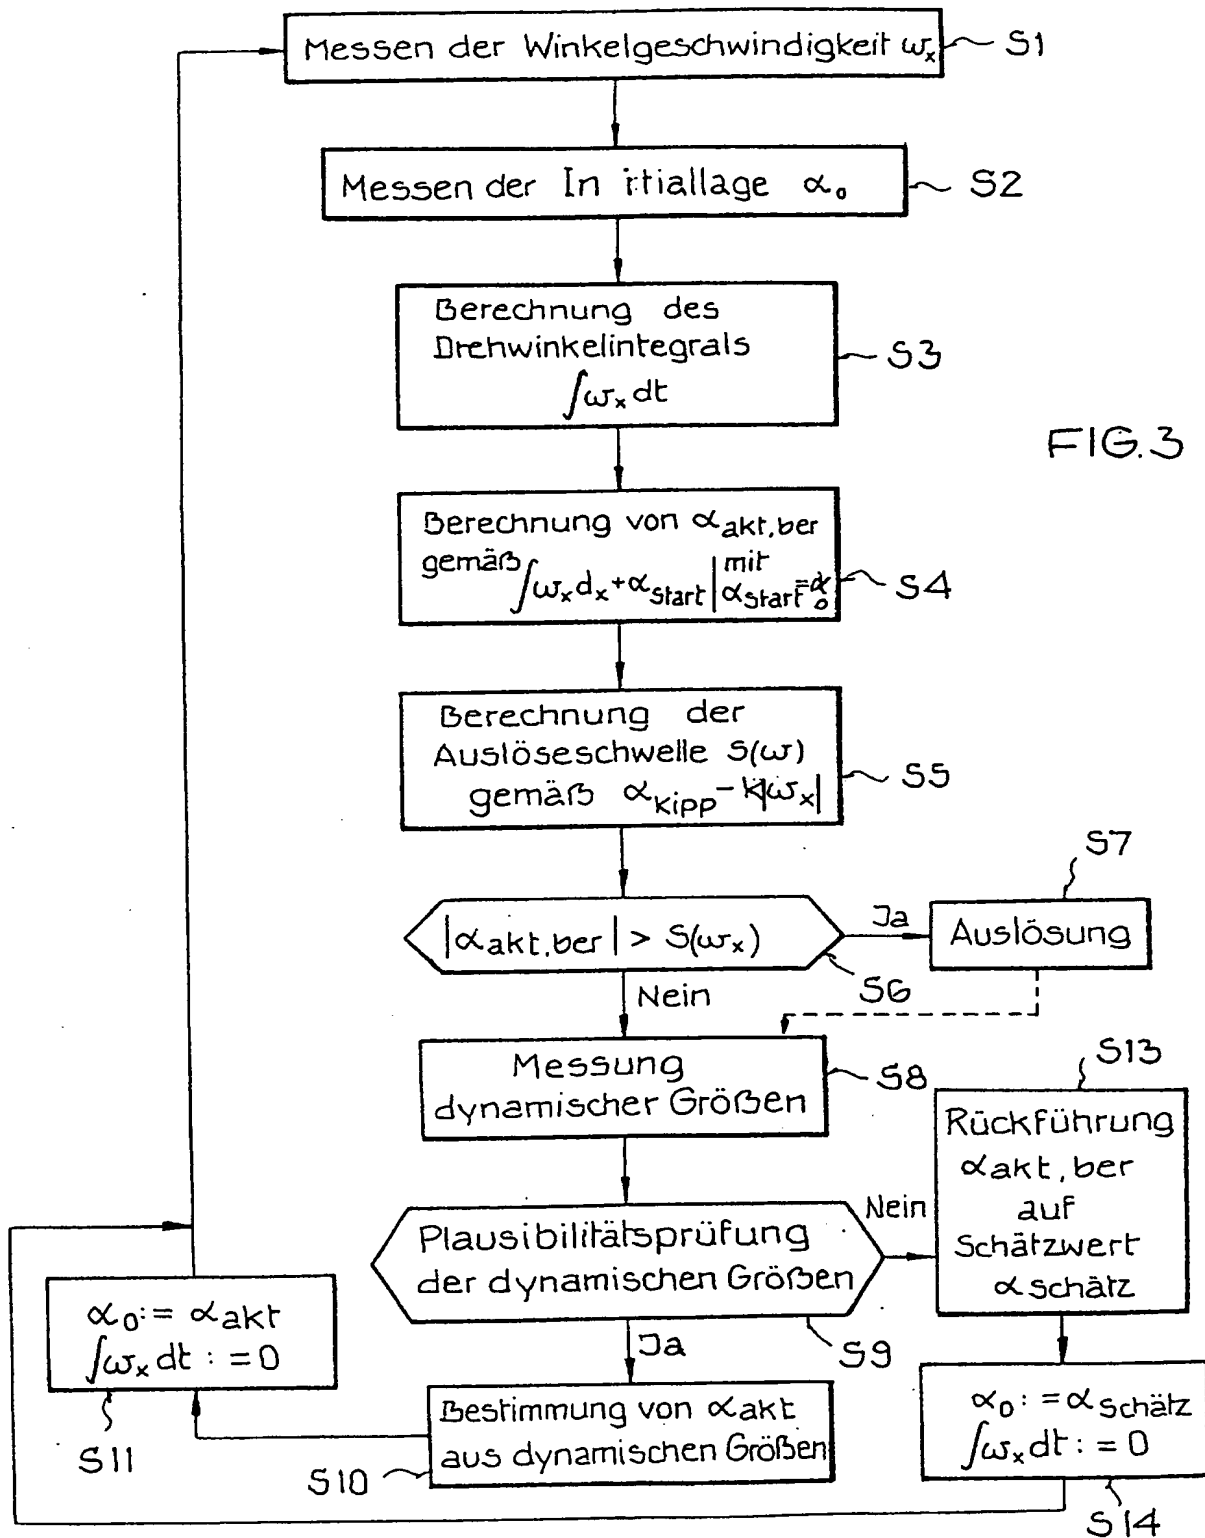 Messen der Winkelgeschwindigkeit ωx
S1
Messen der In itiallage α0
S2
Berechnung des
Drehwinkelintegrals
∫ωx dt
S3
FIG.3
Berechnung von αakt,ber
gemäß ∫ωx dx + αstart | mit αstart = α0
S4
Berechnung der
Auslöseschwelle S(ω)
gemäß αkipp - k|ωx|
S5
|αakt,ber| > S(ωx)
S6
Ja
S7
Auslösung
Nein
Messung
dynamischer Größen
S8
Plausibilitätsprüfung
der dynamischen Größen
S9
Nein
S13
Rückführung
αakt,ber
auf
Schätzwert
αschätz
Ja
α0 := αakt
∫ωx dt := 0
S11
Bestimmung von αakt
aus dynamischen Größen
S10
α0 := αschätz
∫ωx dt := 0
S14